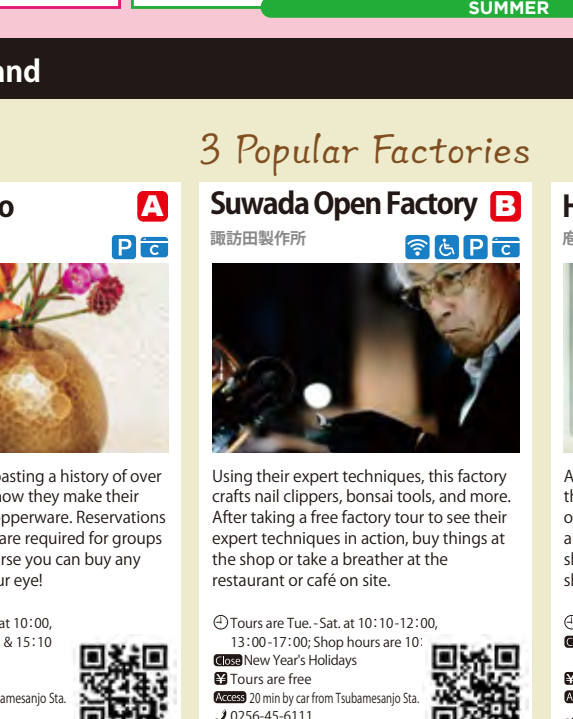 SUMMER
and
3 Popular Factories
o A
P C
asting a history of over
how they make their
pperware. Reservations
are required for groups
rse you can buy any
ur eye!
at 10:00,
& 15:10
amesanjo Sta.
Suwada Open Factory B
諏訪田製作所
P C
Using their expert techniques, this factory
crafts nail clippers, bonsai tools, and more.
After taking a free factory tour to see their
expert techniques in action, buy things at
the shop or take a breather at the
restaurant or café on site.
Tours are Tue.-Sat. at 10:10-12:00,
13:00-17:00; Shop hours are 10:
Close New Year's Holidays
¥ Tours are free
Access 20 min by car from Tsubamesanjo Sta.
0256-45-6111
H
A
th
o
a
sl
sl